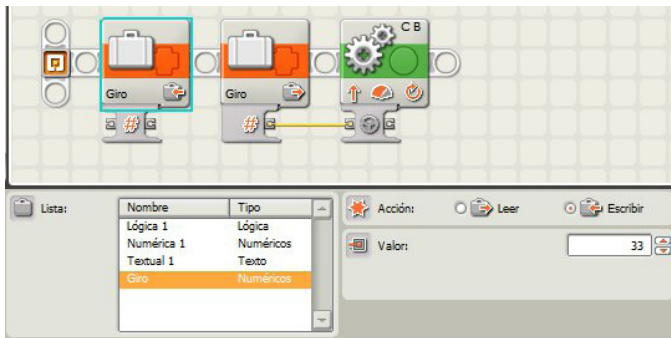 C B
Giro
Giro
#
#
Lista:
Nombre Tipo
Lógica 1 Lógica
Numérica 1 Numéricos
Textual 1 Texto
Giro Numéricos
Acción: Leer Escribir
Valor: 33